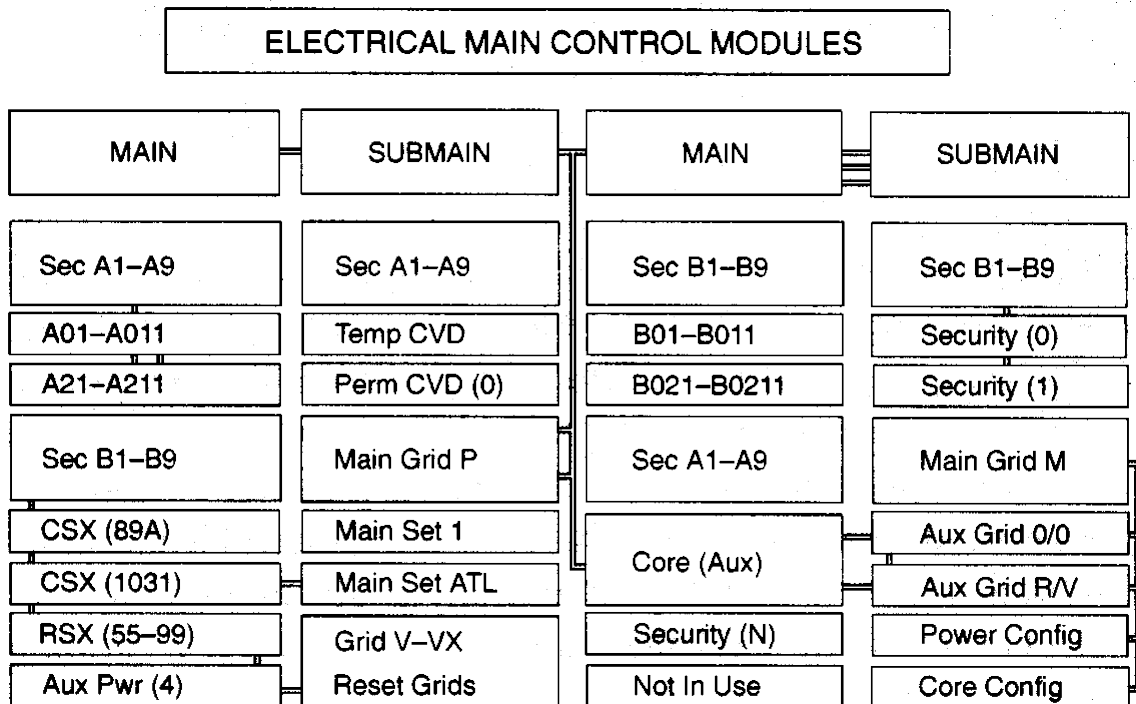 ELECTRICAL MAIN CONTROL MODULES
MAIN
SUBMAIN
MAIN
SUBMAIN
Sec A1–A9
Sec A1–A9
Sec B1–B9
Sec B1–B9
A01–A011
Temp CVD
B01–B011
Security (0)
A21–A211
Perm CVD (0)
B021–B0211
Security (1)
Sec B1–B9
Main Grid P
Sec A1–A9
Main Grid M
CSX (89A)
Main Set 1
Core (Aux)
Aux Grid 0/0
CSX (1031)
Main Set ATL
Aux Grid R/V
RSX (55–99)
Grid V–VX
Security (N)
Power Config
Aux Pwr (4)
Reset Grids
Not In Use
Core Config